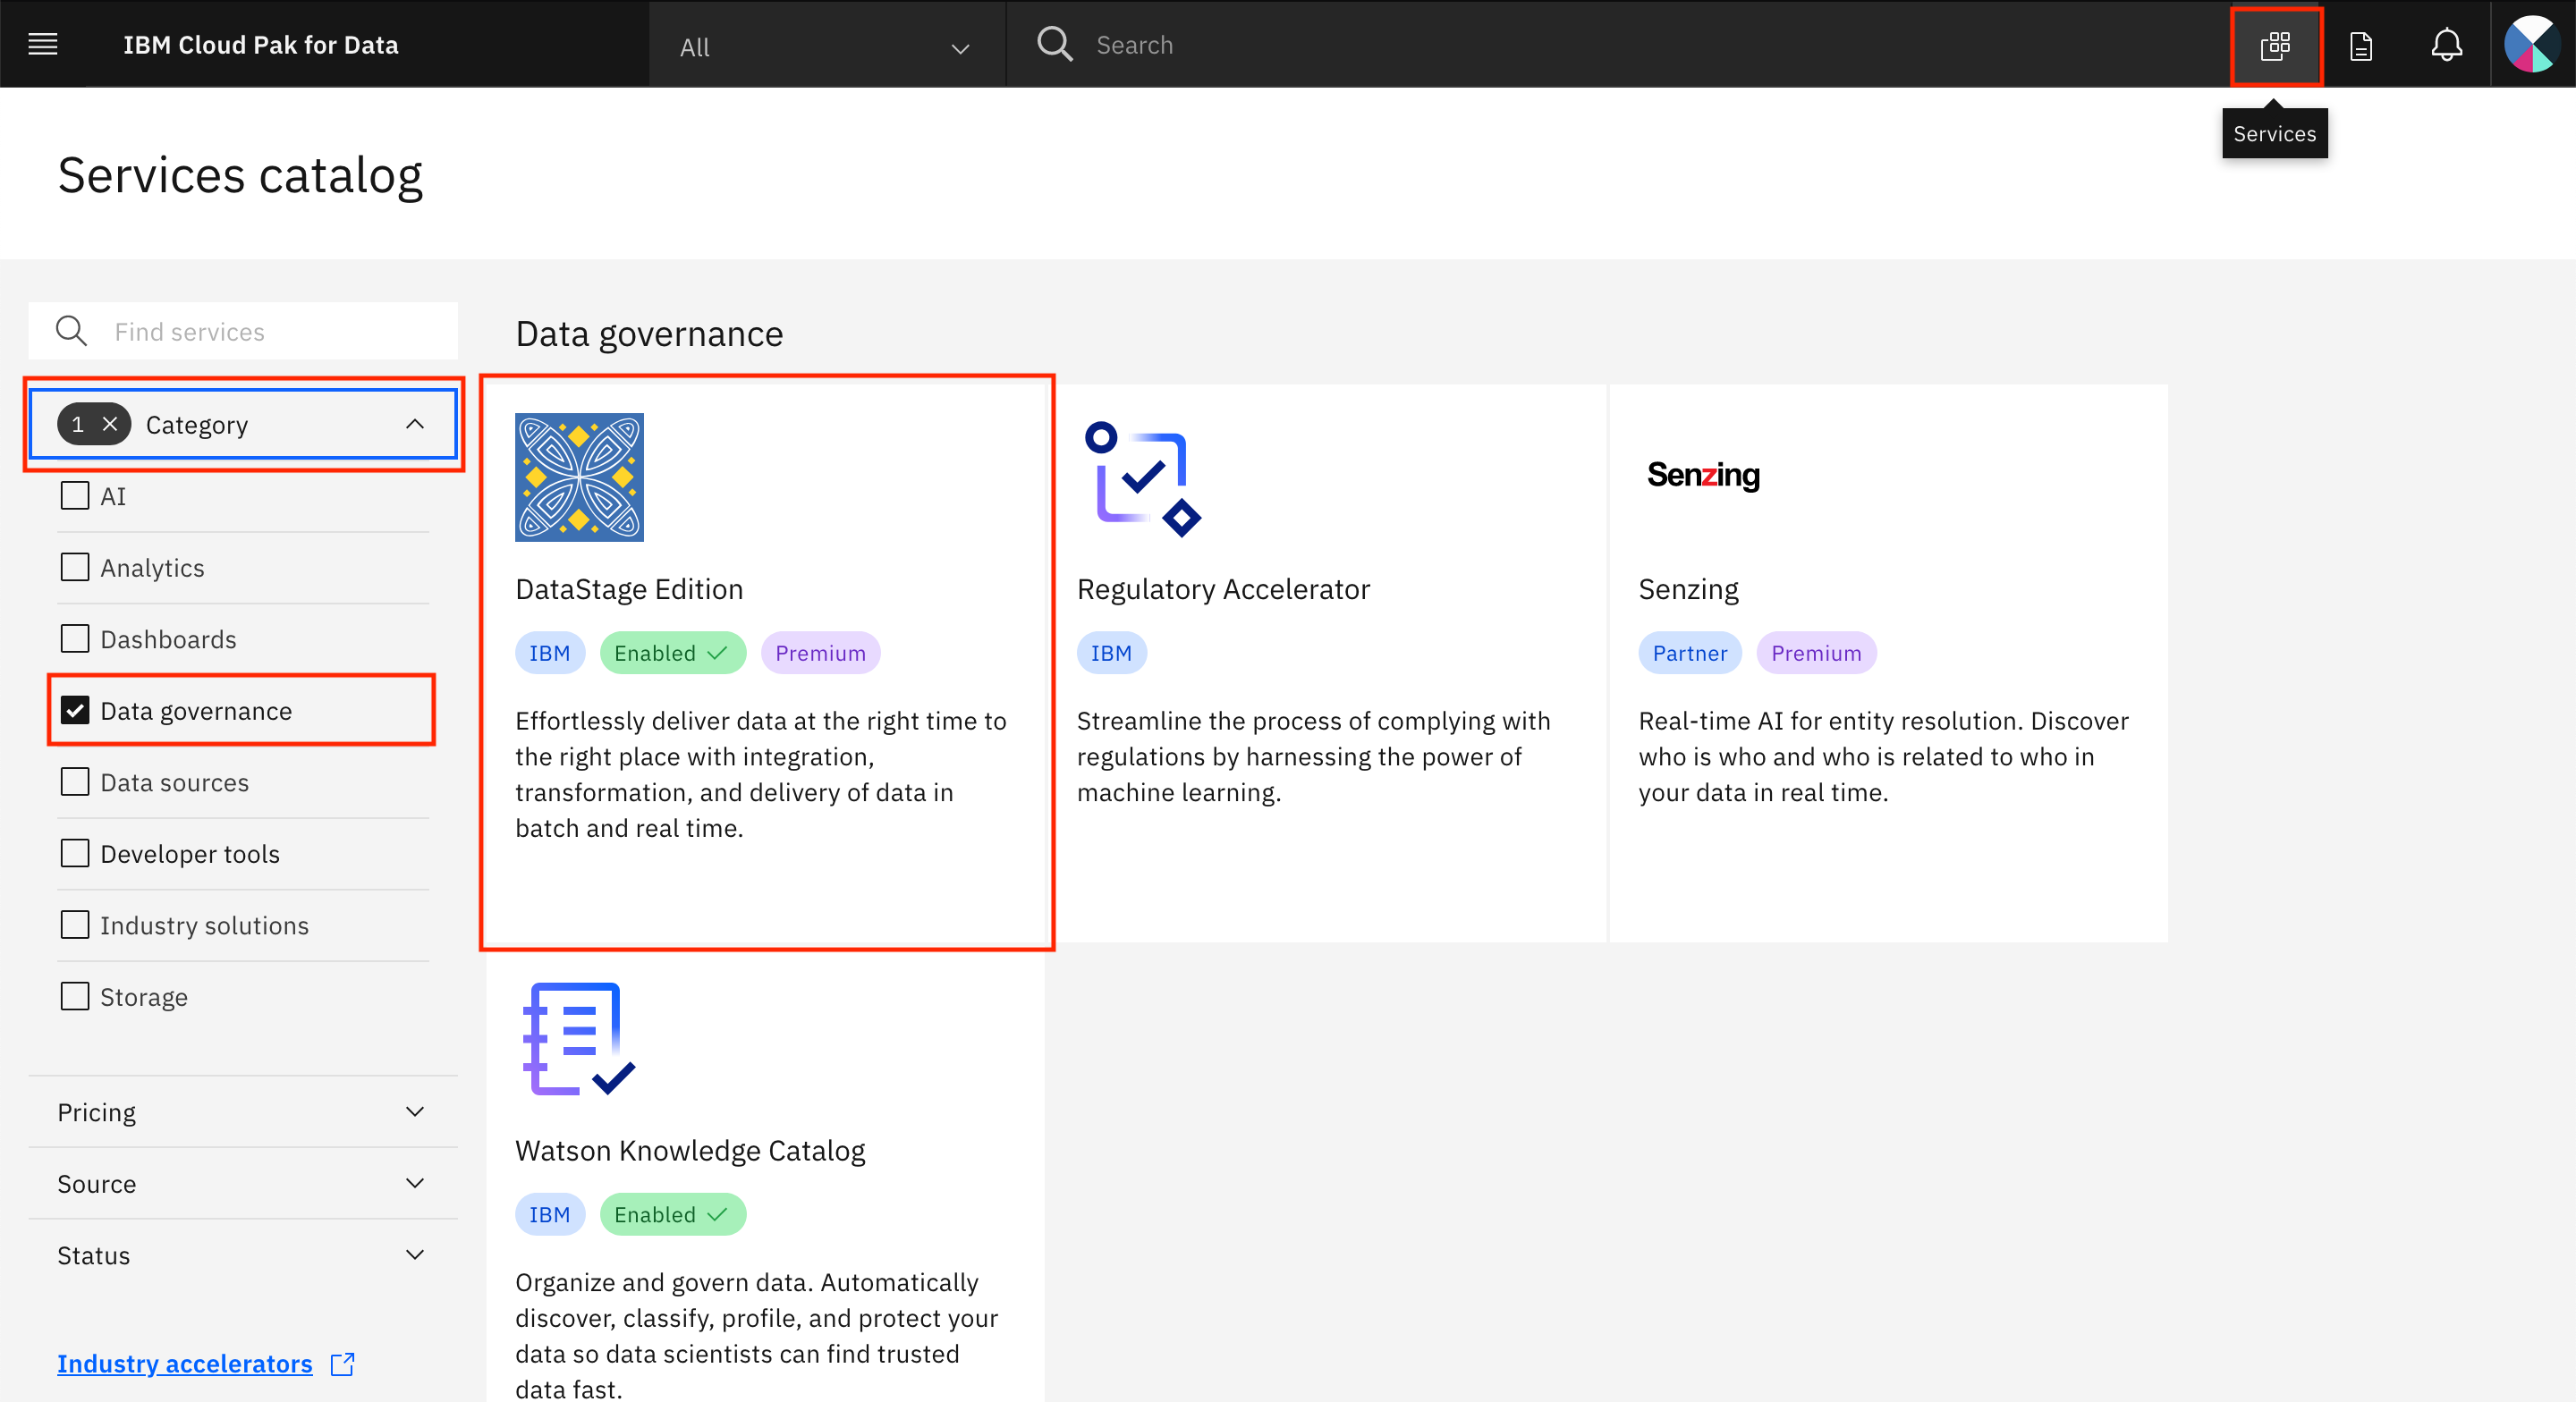 IBM Cloud Pak for Data
All
Search
Services
Services catalog
Find services
1 × Category
AI
Analytics
Dashboards
Data governance
Data sources
Developer tools
Industry solutions
Storage
Pricing
Source
Status
Industry accelerators
Data governance
DataStage Edition
IBM Enabled Premium
Effortlessly deliver data at the right time to
the right place with integration,
transformation, and delivery of data in
batch and real time.
Regulatory Accelerator
IBM
Streamline the process of complying with
regulations by harnessing the power of
machine learning.
Senzing
Senzing
Partner Premium
Real-time AI for entity resolution. Discover
who is who and who is related to who in
your data in real time.
Watson Knowledge Catalog
IBM Enabled
Organize and govern data. Automatically
discover, classify, profile, and protect your
data so data scientists can find trusted
data fast.